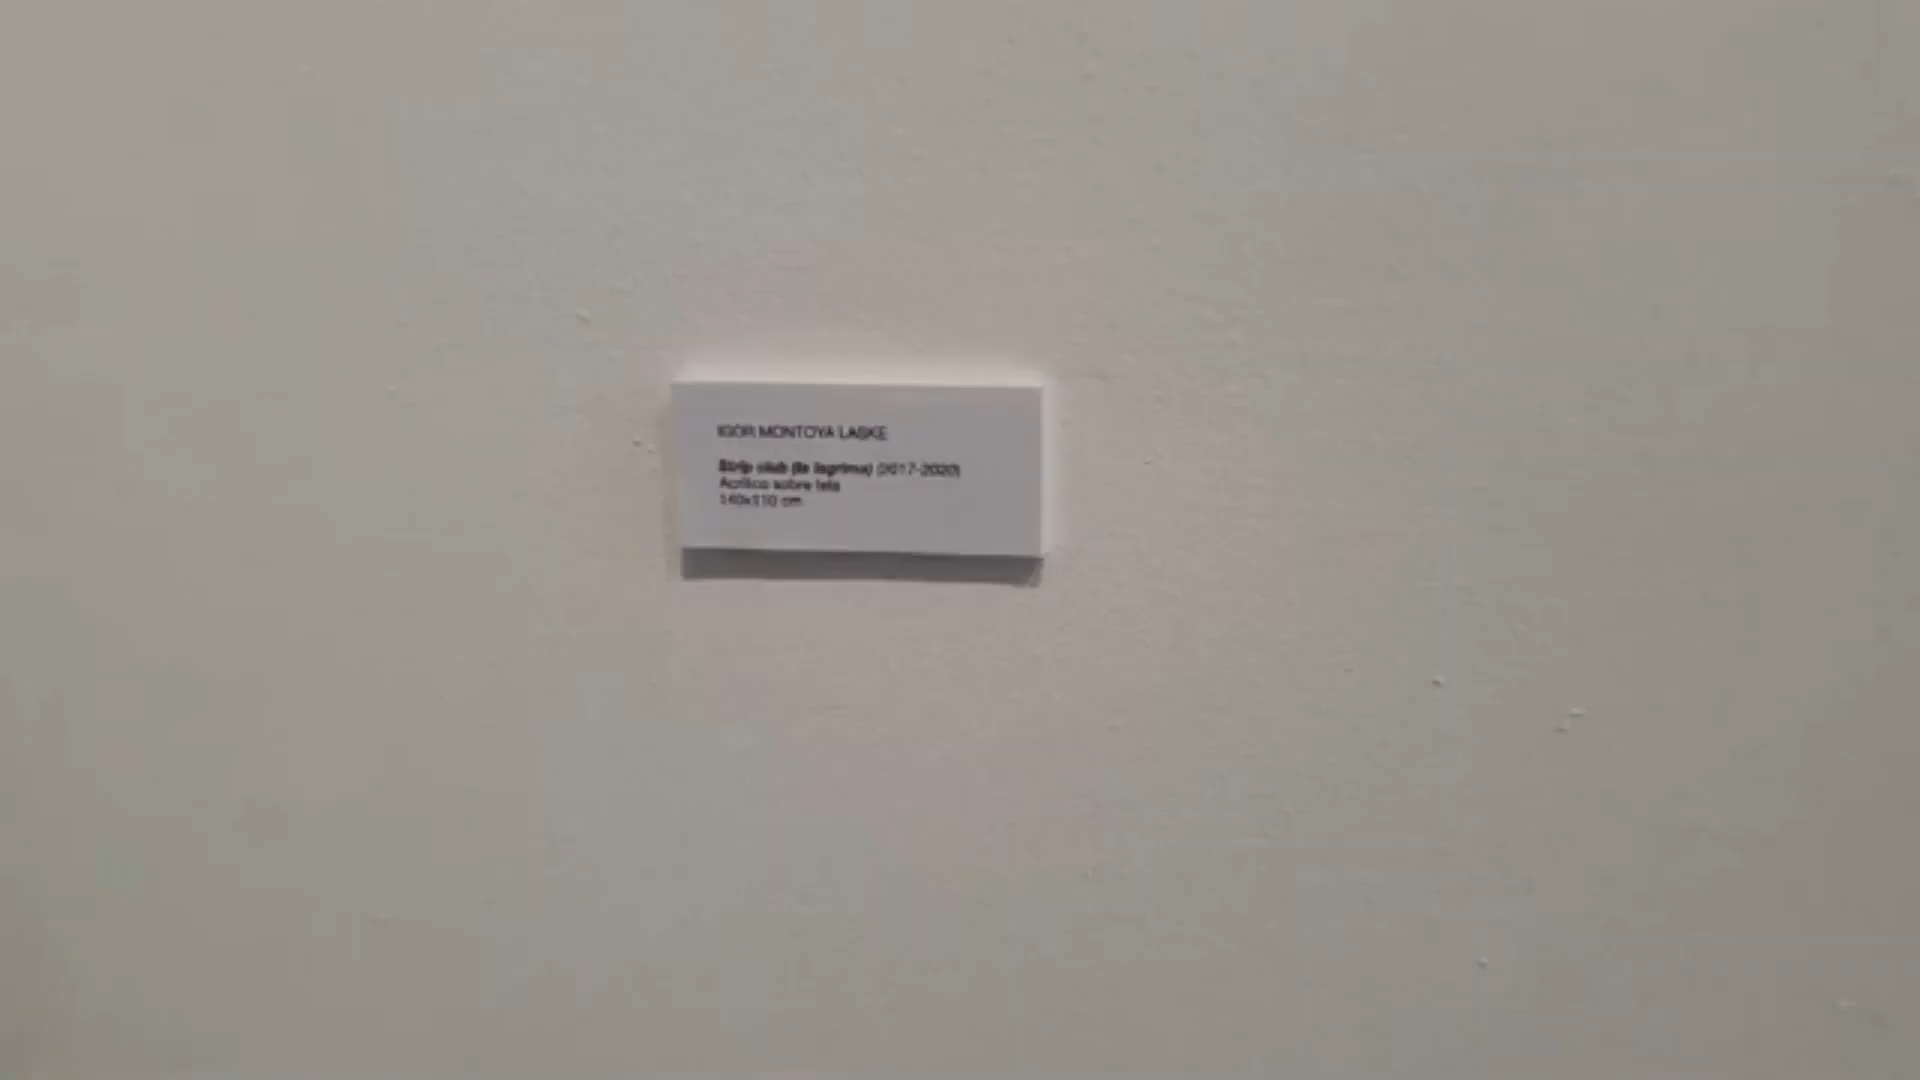 IGOR MONTOYA LASKE
Strip club (la lagrima) (2017-2020)
Acrílico sobre tela
140x110 cm